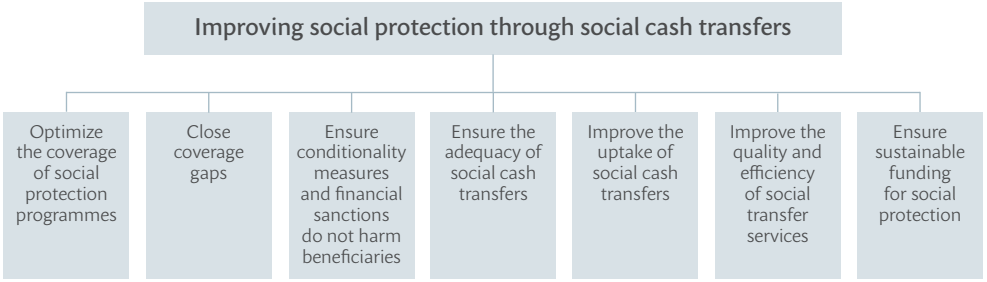 Improving social protection through social cash transfers
Optimize
the coverage
of social
protection
programmes
Close
coverage
gaps
Ensure
conditionality
measures
and financial
sanctions
do not harm
beneficiaries
Ensure the
adequacy of
social cash
transfers
Improve the
uptake of
social cash
transfers
Improve the
quality and
efficiency
of social
transfer
services
Ensure
sustainable
funding
for social
protection